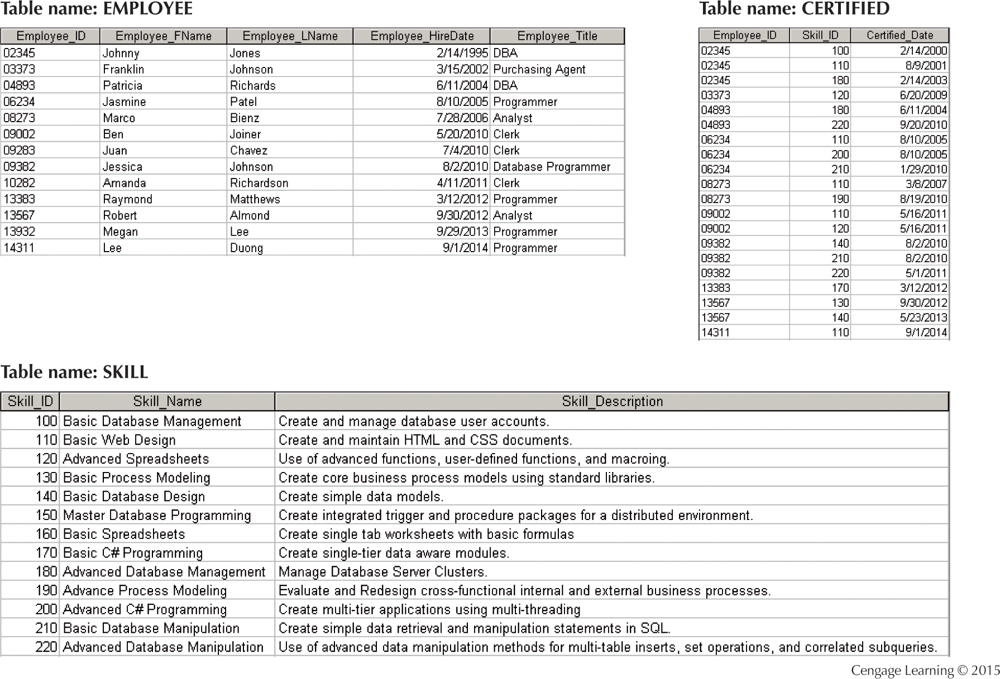 Table name: EMPLOYEE
Employee_ID Employee_FName Employee_LName Employee_HireDate Employee_Title
02345 Johnny Jones 2/14/1995 DBA
03373 Franklin Johnson 3/15/2002 Purchasing Agent
04893 Patricia Richards 6/11/2004 DBA
06234 Jasmine Patel 8/10/2005 Programmer
08273 Marco Bienz 7/28/2006 Analyst
09002 Ben Joiner 5/20/2010 Clerk
09283 Juan Chavez 7/4/2010 Clerk
09382 Jessica Johnson 8/2/2010 Database Programmer
10282 Amanda Richardson 4/11/2011 Clerk
13383 Raymond Matthews 3/12/2012 Programmer
13567 Robert Almond 9/30/2012 Analyst
13932 Megan Lee 9/29/2013 Programmer
14311 Lee Duong 9/1/2014 Programmer
Table name: CERTIFIED
Employee_ID Skill_ID Certified_Date
02345 100 2/14/2000
02345 110 8/9/2001
02345 180 2/14/2003
03373 120 6/20/2009
04893 180 6/11/2004
04893 220 9/20/2010
06234 110 8/10/2005
06234 200 8/10/2005
06234 210 1/29/2010
08273 110 3/8/2007
08273 190 8/19/2010
09002 110 5/16/2011
09002 120 5/16/2011
09382 140 8/2/2010
09382 210 8/2/2010
09382 220 5/1/2011
13383 170 3/12/2012
13567 130 9/30/2012
13567 140 5/23/2013
14311 110 9/1/2014
Table name: SKILL
Skill_ID Skill_Name Skill_Description
100 Basic Database Management Create and manage database user accounts.
110 Basic Web Design Create and maintain HTML and CSS documents.
120 Advanced Spreadsheets Use of advanced functions, user-defined functions, and macroing.
130 Basic Process Modeling Create core business process models using standard libraries.
140 Basic Database Design Create simple data models.
150 Master Database Programming Create integrated trigger and procedure packages for a distributed environment.
160 Basic Spreadsheets Create single tab worksheets with basic formulas
170 Basic C# Programming Create single-tier data aware modules.
180 Advanced Database Management Manage Database Server Clusters.
190 Advance Process Modeling Evaluate and Redesign cross-functional internal and external business processes.
200 Advanced C# Programming Create multi-tier applications using multi-threading
210 Basic Database Manipulation Create simple data retrieval and manipulation statements in SQL.
220 Advanced Database Manipulation Use of advanced data manipulation methods for multi-table inserts, set operations, and correlated subqueries.
Cengage Learning © 2015